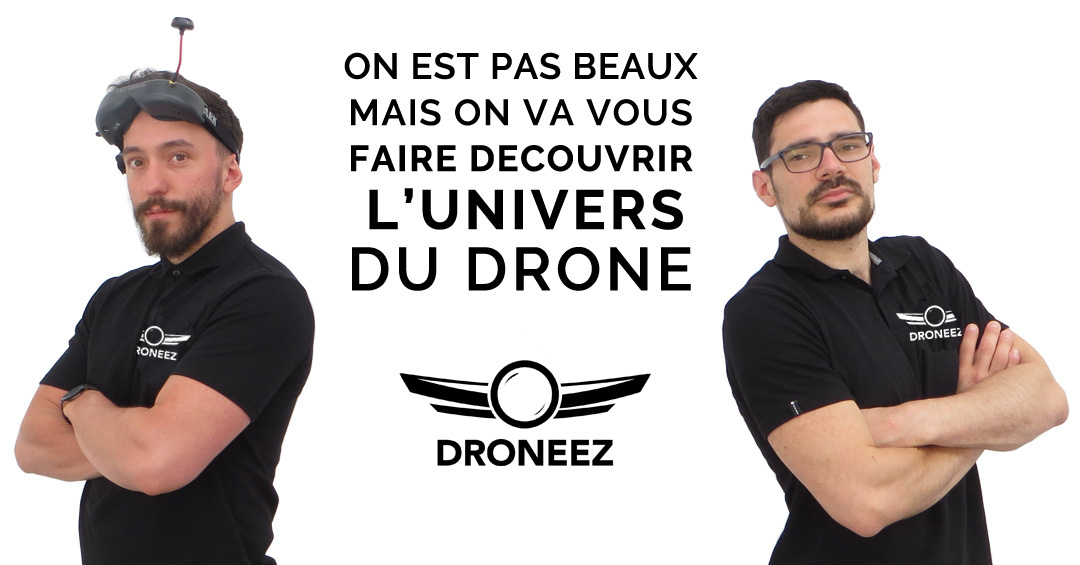 ON EST PAS BEAUX
MAIS ON VA VOUS
FAIRE DECOUVRIR
L'UNIVERS
DU DRONE
DRONEEZ
DRONEEZ
DRONEEZ